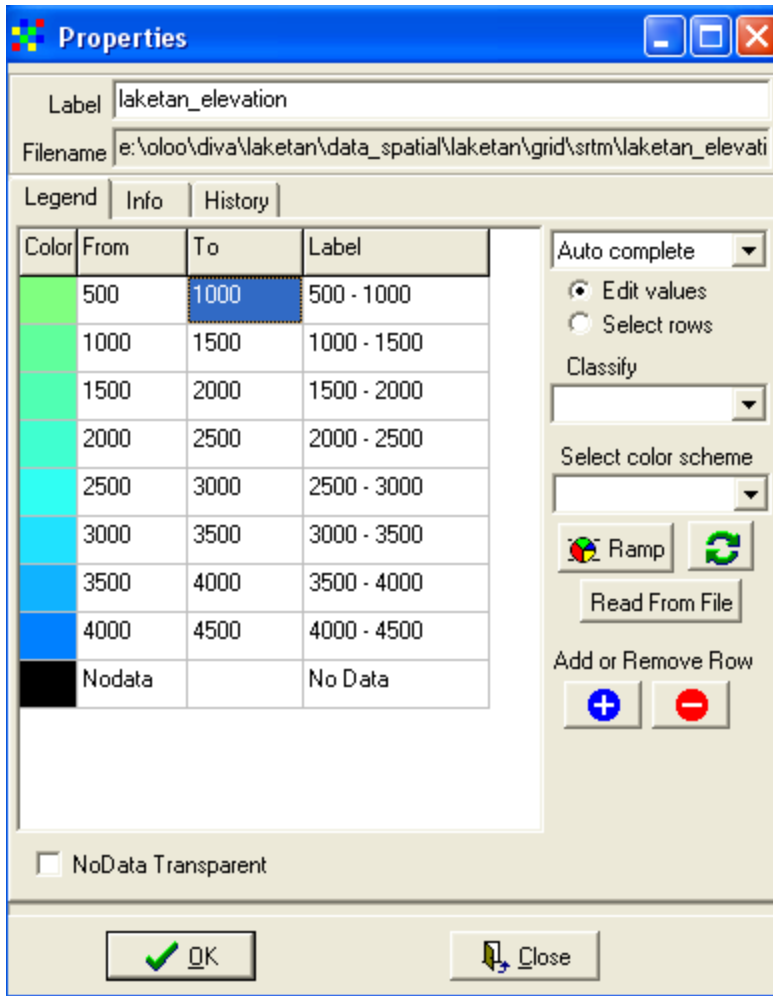 Properties
Label laketan_elevation
Filename e:\oloo\diva\laketan\data_spatial\laketan\grid\srtm\laketan_elevati
Legend Info History
Color From To Label
500 1000 500 - 1000
1000 1500 1000 - 1500
1500 2000 1500 - 2000
2000 2500 2000 - 2500
2500 3000 2500 - 3000
3000 3500 3000 - 3500
3500 4000 3500 - 4000
4000 4500 4000 - 4500
Nodata No Data
Auto complete
Edit values
Select rows
Classify
Select color scheme
Ramp
Read From File
Add or Remove Row
NoData Transparent
OK Close